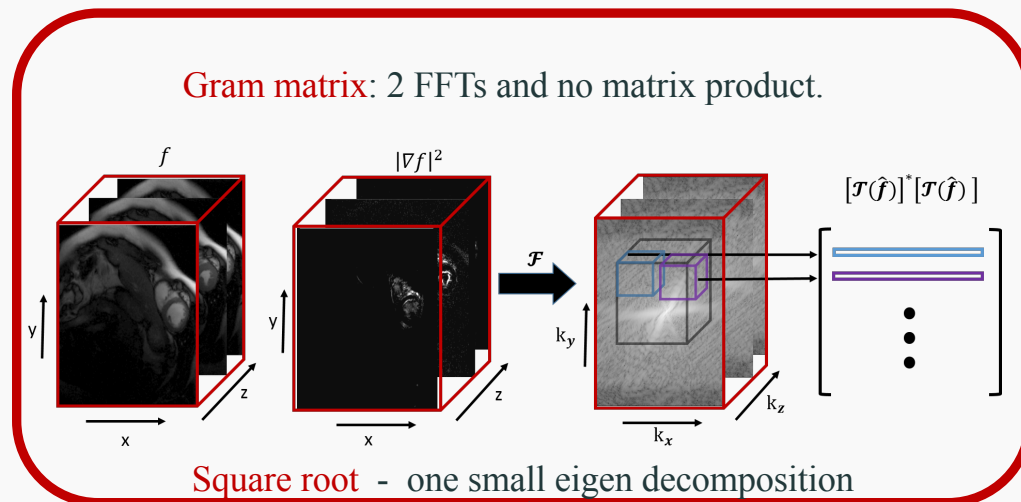 Gram matrix: 2 FFTs and no matrix product.
f
|∇f|²
[𝓣(f̂)]*[𝓣(f̂) ]
𝓕
y
z
x
y
z
x
k_y
k_z
k_x
Square root - one small eigen decomposition